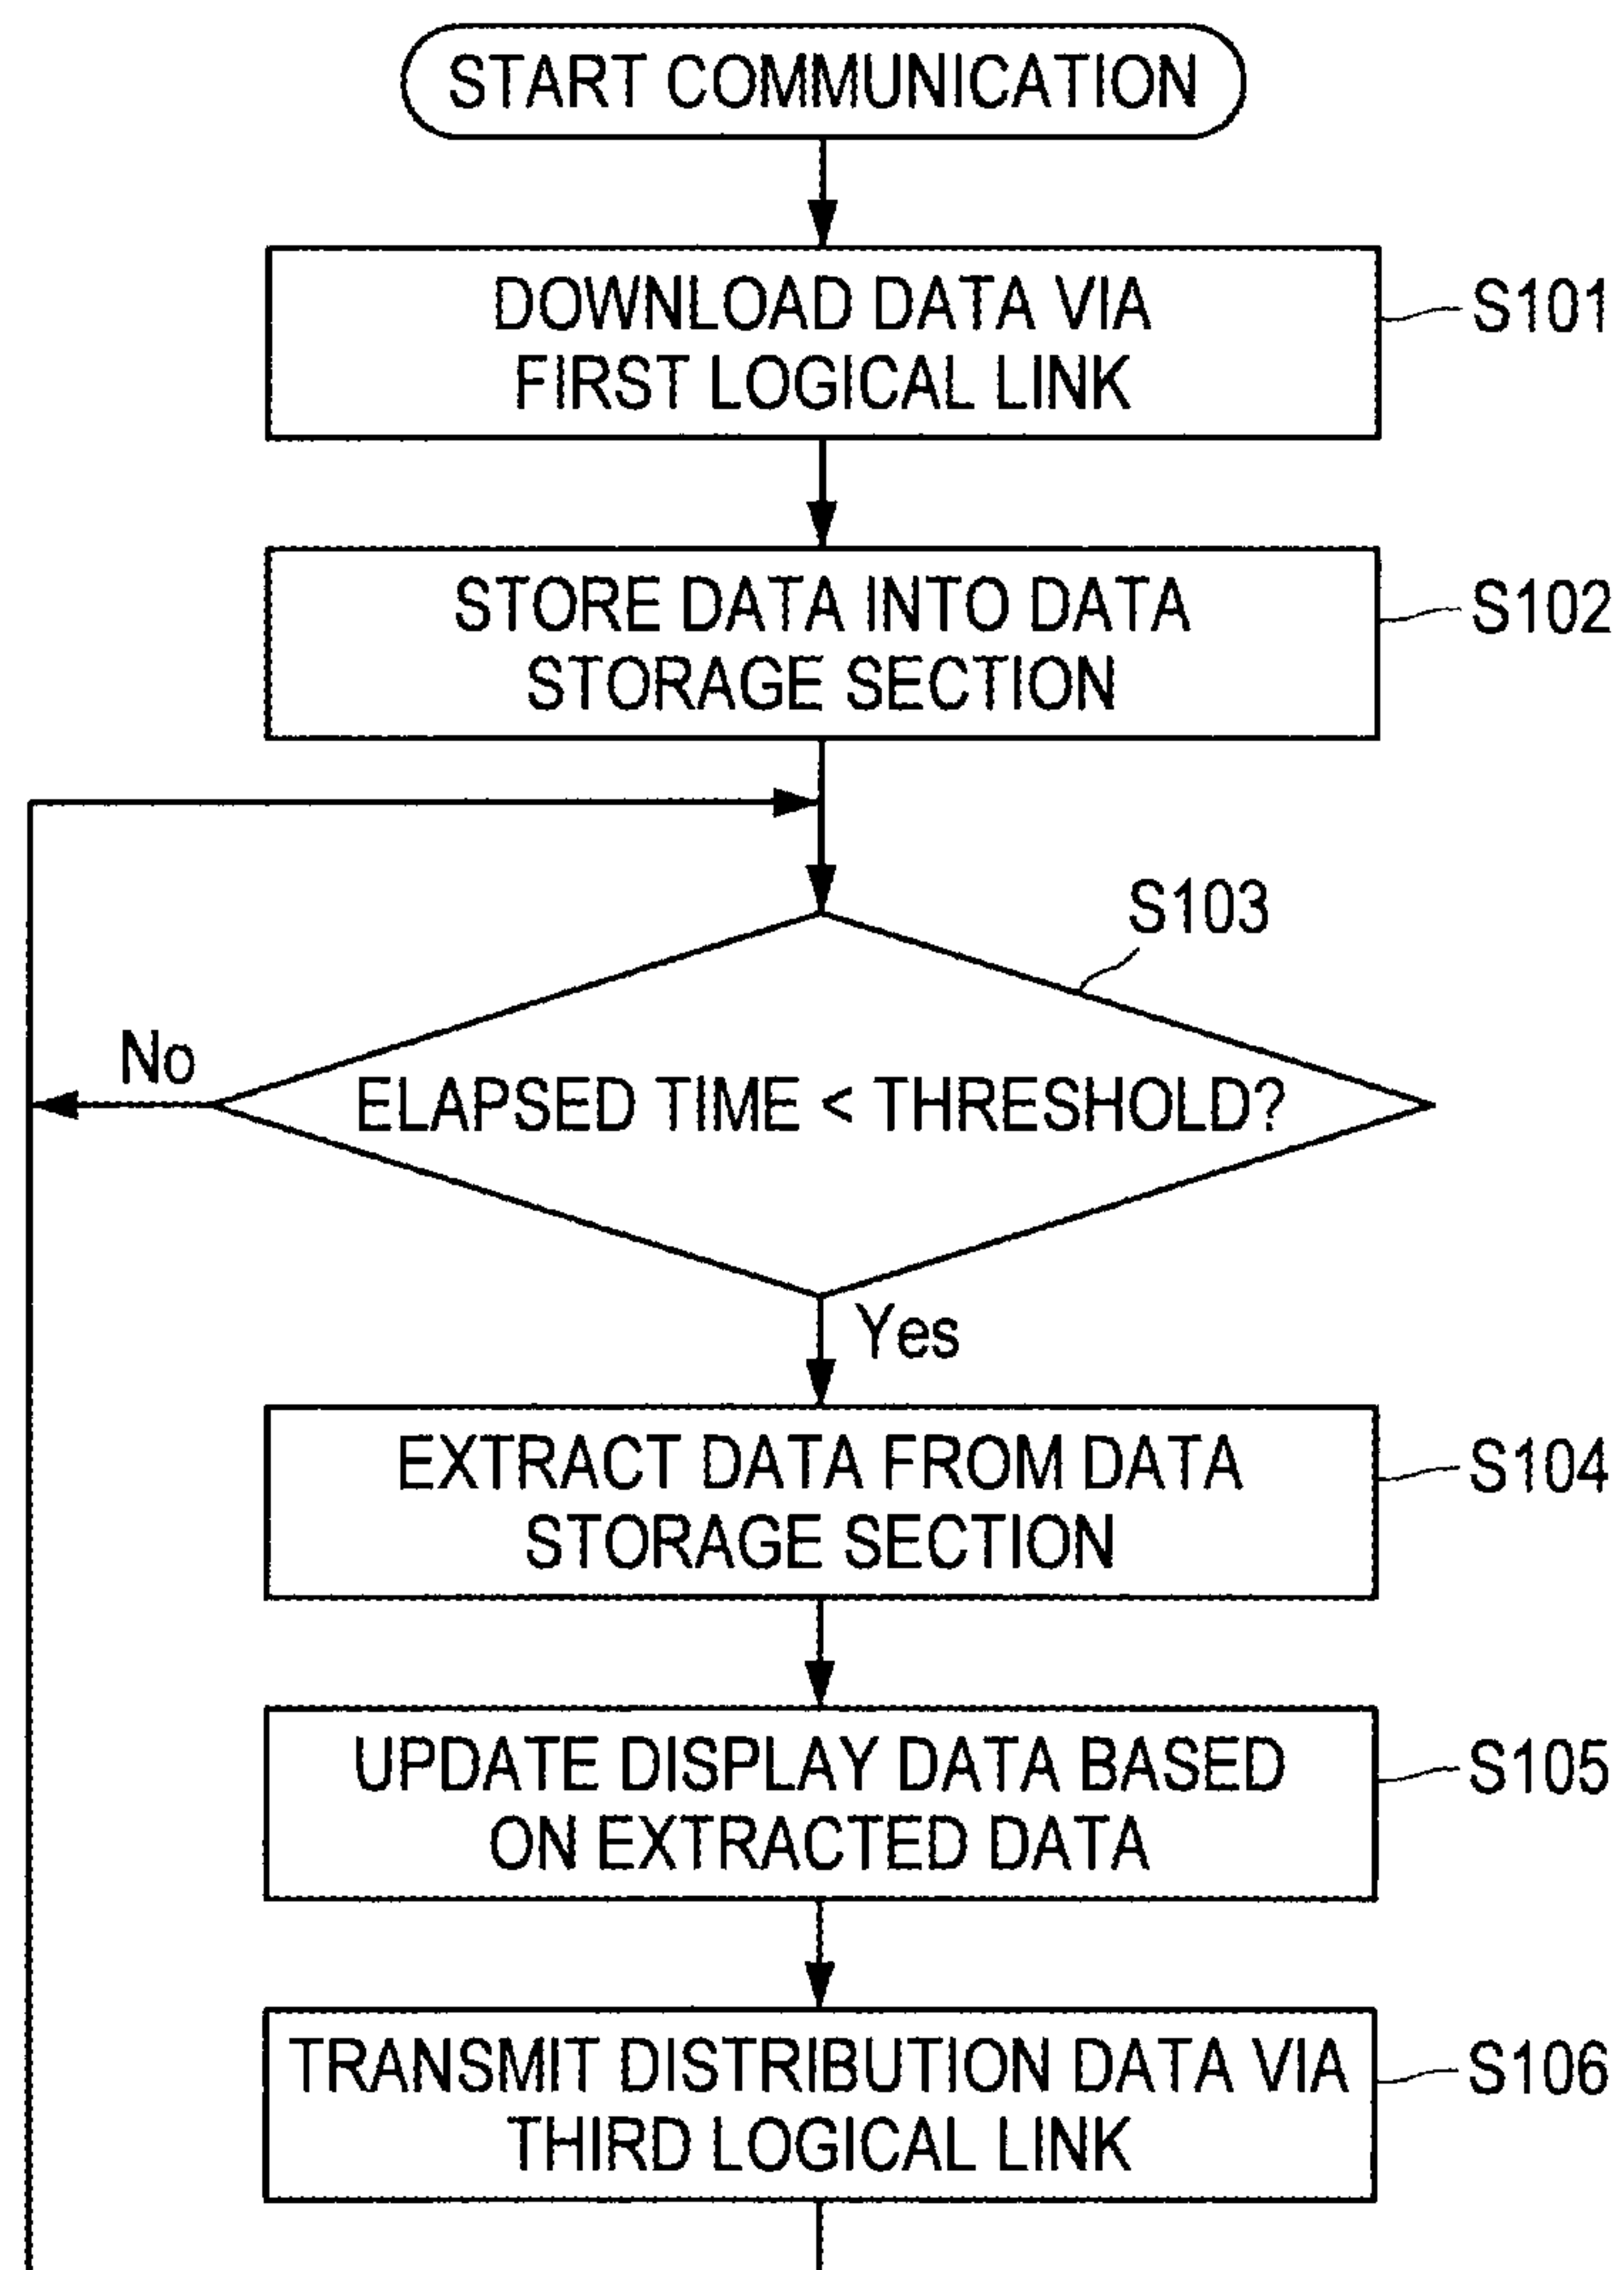 START COMMUNICATION
DOWNLOAD DATA VIA
FIRST LOGICAL LINK
S101
STORE DATA INTO DATA
STORAGE SECTION
S102
S103
No
ELAPSED TIME < THRESHOLD?
Yes
EXTRACT DATA FROM DATA
STORAGE SECTION
S104
UPDATE DISPLAY DATA BASED
ON EXTRACTED DATA
S105
TRANSMIT DISTRIBUTION DATA VIA
THIRD LOGICAL LINK
S106